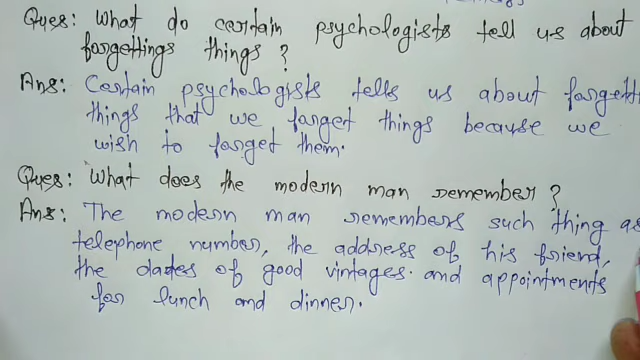 Ques: What do certain psychologists tell us about
forgettings things ?
Ans: Certain psychologists tells us about forgett
things that we forget things because we
wish to forget them.
Ques: What does the modern man remember ?
Ans: The modern man remembers such thing as
telephone number, the address of his friend,
the dates of good vintages. and appointments
for lunch and dinner.